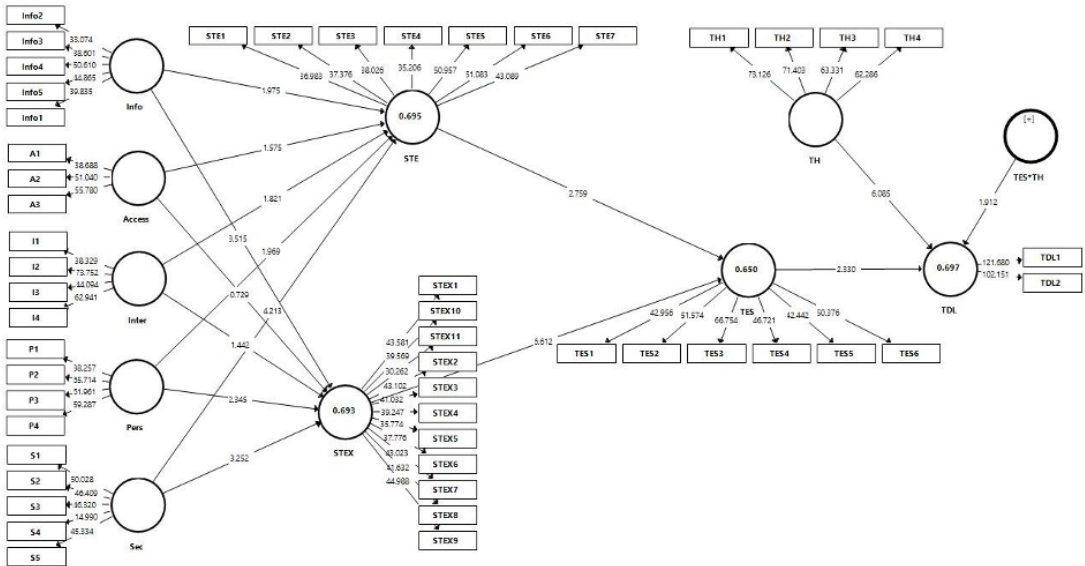 Info2
Info3
Info4
Info5
Info1
33.074
38.601
50.610
44.865
39.835
Info
A1
A2
A3
38.688
51.040
55.780
Access
I1
I2
I3
I4
38.329
73.752
44.094
62.941
Inter
P1
P2
P3
P4
38.257
55.714
51.961
59.287
Pers
S1
S2
S3
S4
S5
50.028
46.409
46.320
14.990
45.334
Sec
1.975
1.575
1.821
1.969
4.213
3.515
0.729
1.442
2.345
3.252
STE1 STE2 STE3 STE4 STE5 STE6 STE7
36.983 37.376 38.026 35.206 50.957 51.083 43.089
0.695
STE
0.693
STEX
STEX1
STEX10
STEX11
STEX2
STEX3
STEX4
STEX5
STEX6
STEX7
STEX8
STEX9
43.581
39.569
30.262
43.102
41.032
39.247
35.774
37.776
43.023
41.632
44.988
2.759
5.612
0.650
TES
42.956 51.574 66.754 46.721 42.442 50.376
TES1 TES2 TES3 TES4 TES5 TES6
2.330
TH1 TH2 TH3 TH4
73.126 71.403 63.331 62.286
TH
6.085
[+]
TES*TH
1.912
0.697
TDL
121.680
102.151
TDL1
TDL2